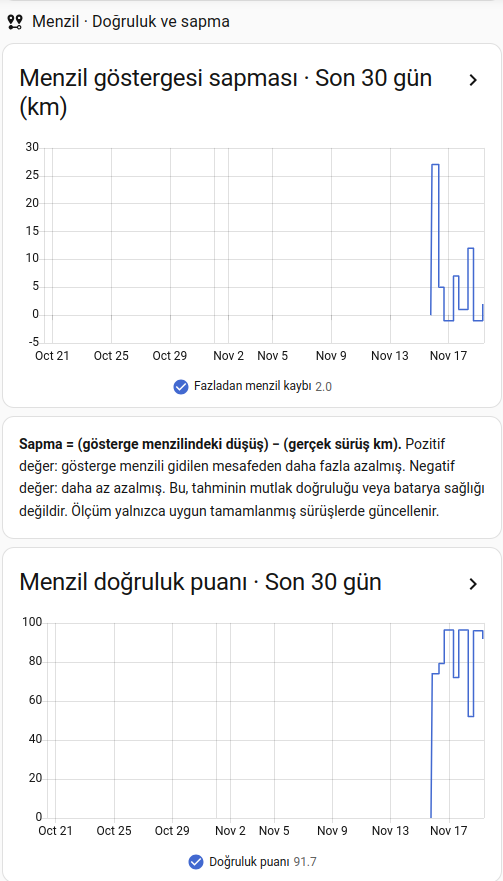 Menzil · Doğruluk ve sapma
Menzil göstergesi sapması · Son 30 gün
(km)
30
25
20
15
10
5
0
-5
Oct 21 Oct 25 Oct 29 Nov 2 Nov 5 Nov 9 Nov 13 Nov 17
Fazladan menzil kaybı 2.0
Sapma = (gösterge menzilindeki düşüş) − (gerçek sürüş km). Pozitif
değer: gösterge menzili gidilen mesafeden daha fazla azalmış. Negatif
değer: daha az azalmış. Bu, tahminin mutlak doğruluğu veya batarya sağlığı
değildir. Ölçüm yalnızca uygun tamamlanmış sürüşlerde güncellenir.
Menzil doğruluk puanı · Son 30 gün
100
80
60
40
20
0
Oct 21 Oct 25 Oct 29 Nov 2 Nov 5 Nov 9 Nov 13 Nov 17
Doğruluk puanı 91.7